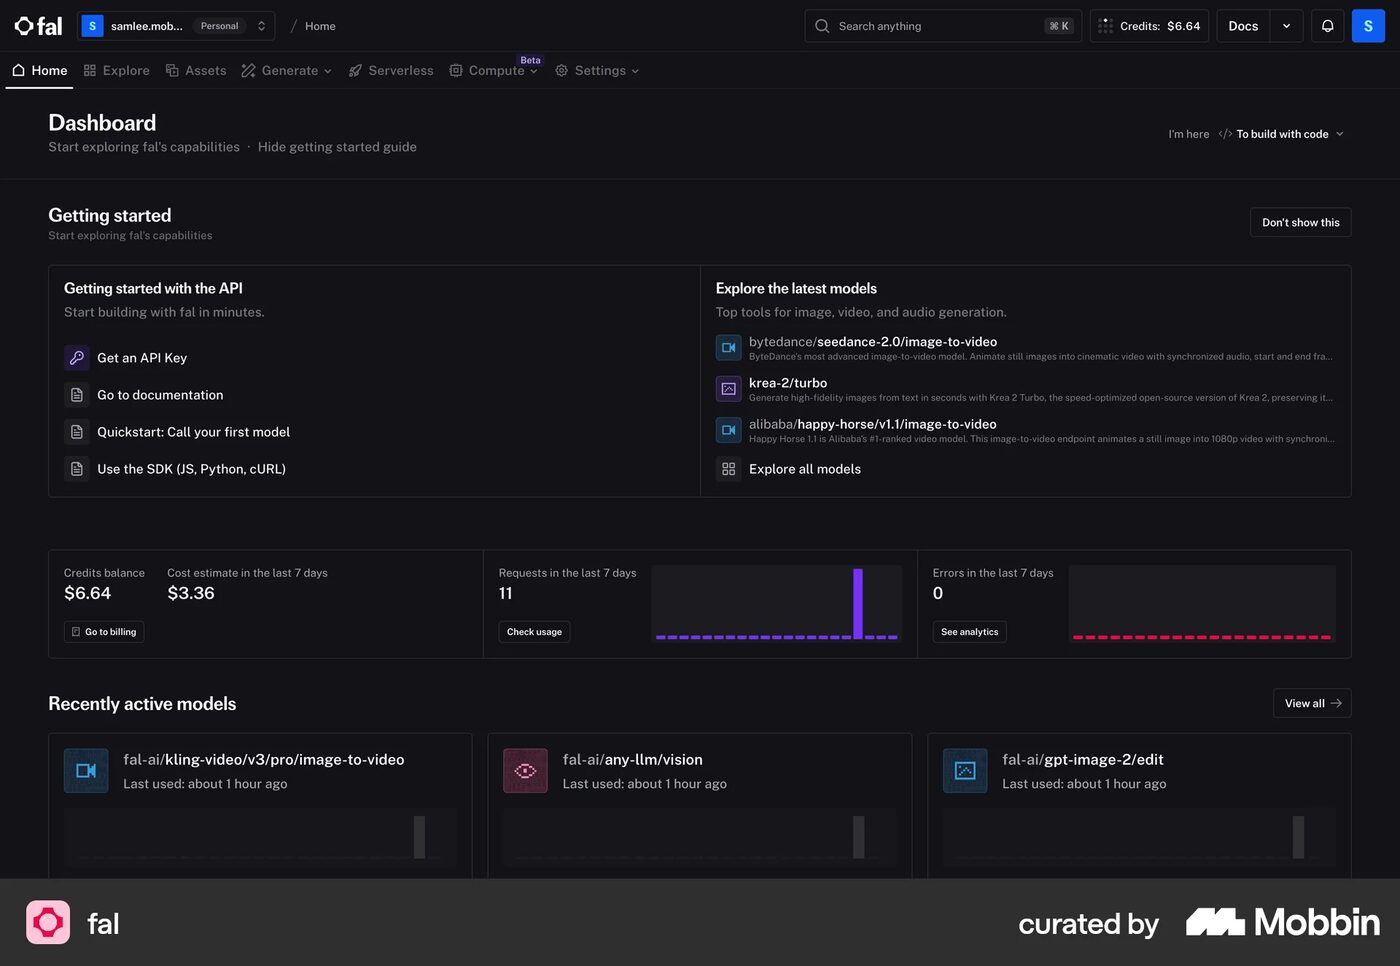 fal
S
samlee.mob...
Personal
/ Home
Search anything
⌘ K
Credits: $6.64
Docs
S
Home
Explore
Assets
Generate
Serverless
Compute
Beta
Settings
Dashboard
Start exploring fal's capabilities · Hide getting started guide
I'm here </> To build with code
Getting started
Start exploring fal's capabilities
Don't show this
Getting started with the API
Start building with fal in minutes.
Get an API Key
Go to documentation
Quickstart: Call your first model
Use the SDK (JS, Python, cURL)
Explore the latest models
Top tools for image, video, and audio generation.
bytedance/seedance-2.0/image-to-video
ByteDance's most advanced image-to-video model. Animate still images into cinematic video with synchronized audio, start and end fra...
krea-2/turbo
Generate high-fidelity images from text in seconds with Krea 2 Turbo, the speed-optimized open-source version of Krea 2, preserving it...
alibaba/happy-horse/v1.1/image-to-video
Happy Horse 1.1 is Alibaba's #1-ranked video model. This image-to-video endpoint animates a still image into 1080p video with synchroni...
Explore all models
Credits balance
$6.64
Cost estimate in the last 7 days
$3.36
Go to billing
Requests in the last 7 days
11
Check usage
Errors in the last 7 days
0
See analytics
Recently active models
View all
fal-ai/kling-video/v3/pro/image-to-video
Last used: about 1 hour ago
fal-ai/any-llm/vision
Last used: about 1 hour ago
fal-ai/gpt-image-2/edit
Last used: about 1 hour ago
fal
curated by
Mobbin